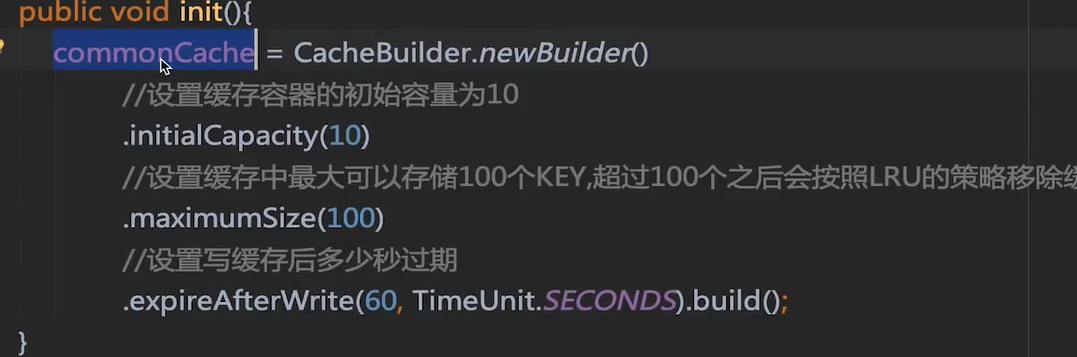 public void init(){
commonCache = CacheBuilder.newBuilder()
//设置缓存容器的初始容量为10
.initialCapacity(10)
//设置缓存中最大可以存储100个KEY,超过100个之后会按照LRU的策略移除
.maximumSize(100)
//设置写缓存后多少秒过期
.expireAfterWrite(60, TimeUnit.SECONDS).build();
}